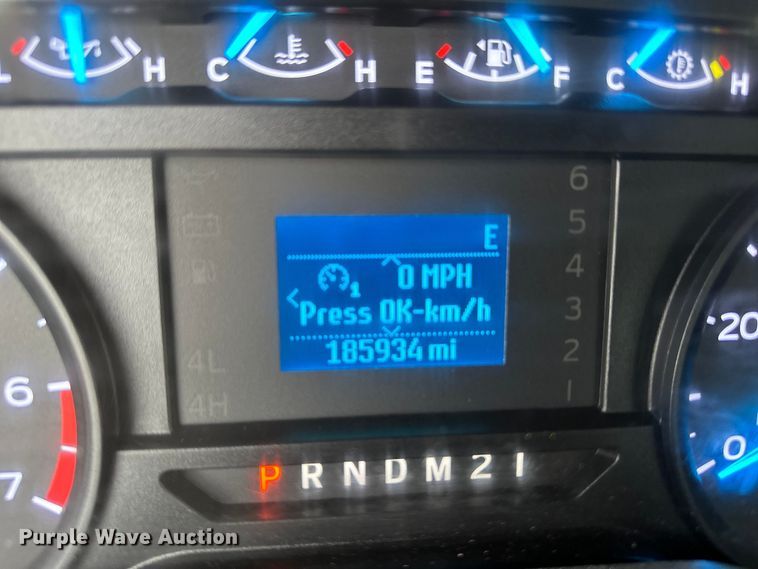 L H C H E F C H
6
5
E
4
0 MPH
1
Press OK-km/h
3
185934 mi
2
4L
4H
1
6
7
20
0
P R N D M 2 1
Purple Wave Auction